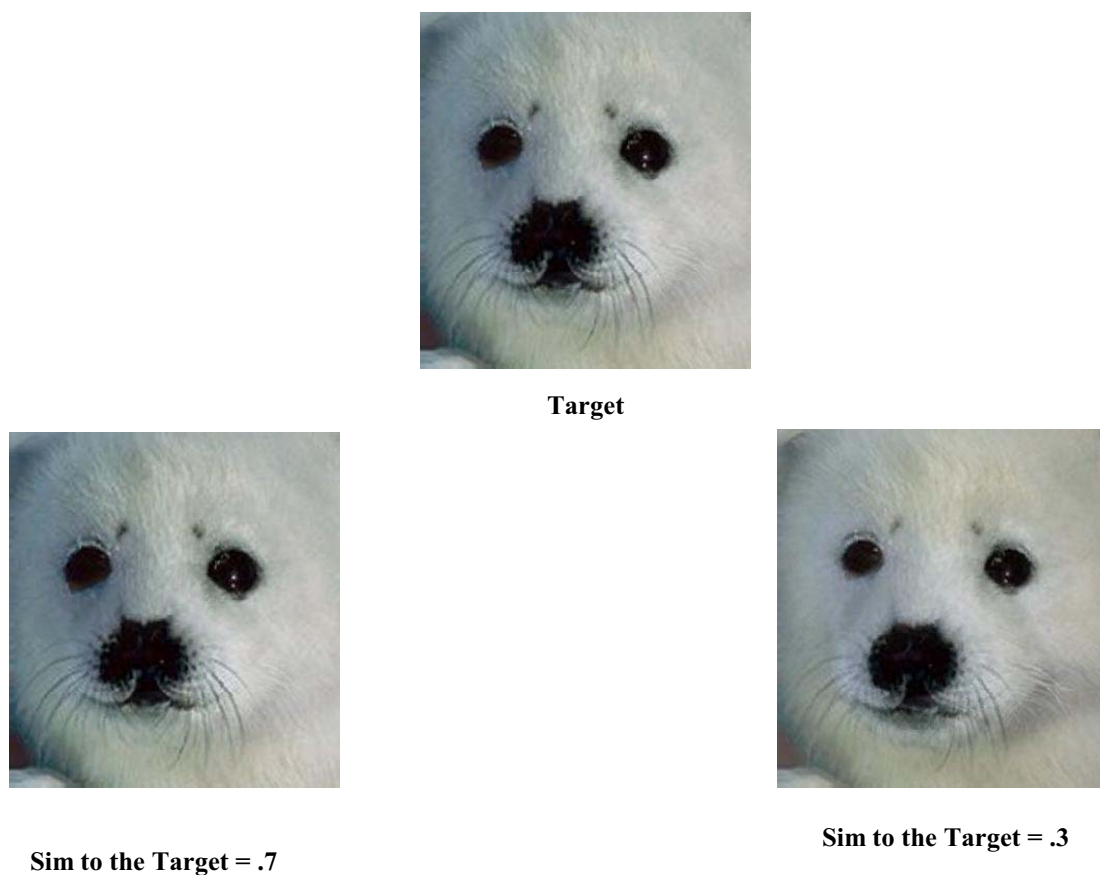 Target
Sim to the Target = .3
Sim to the Target = .7